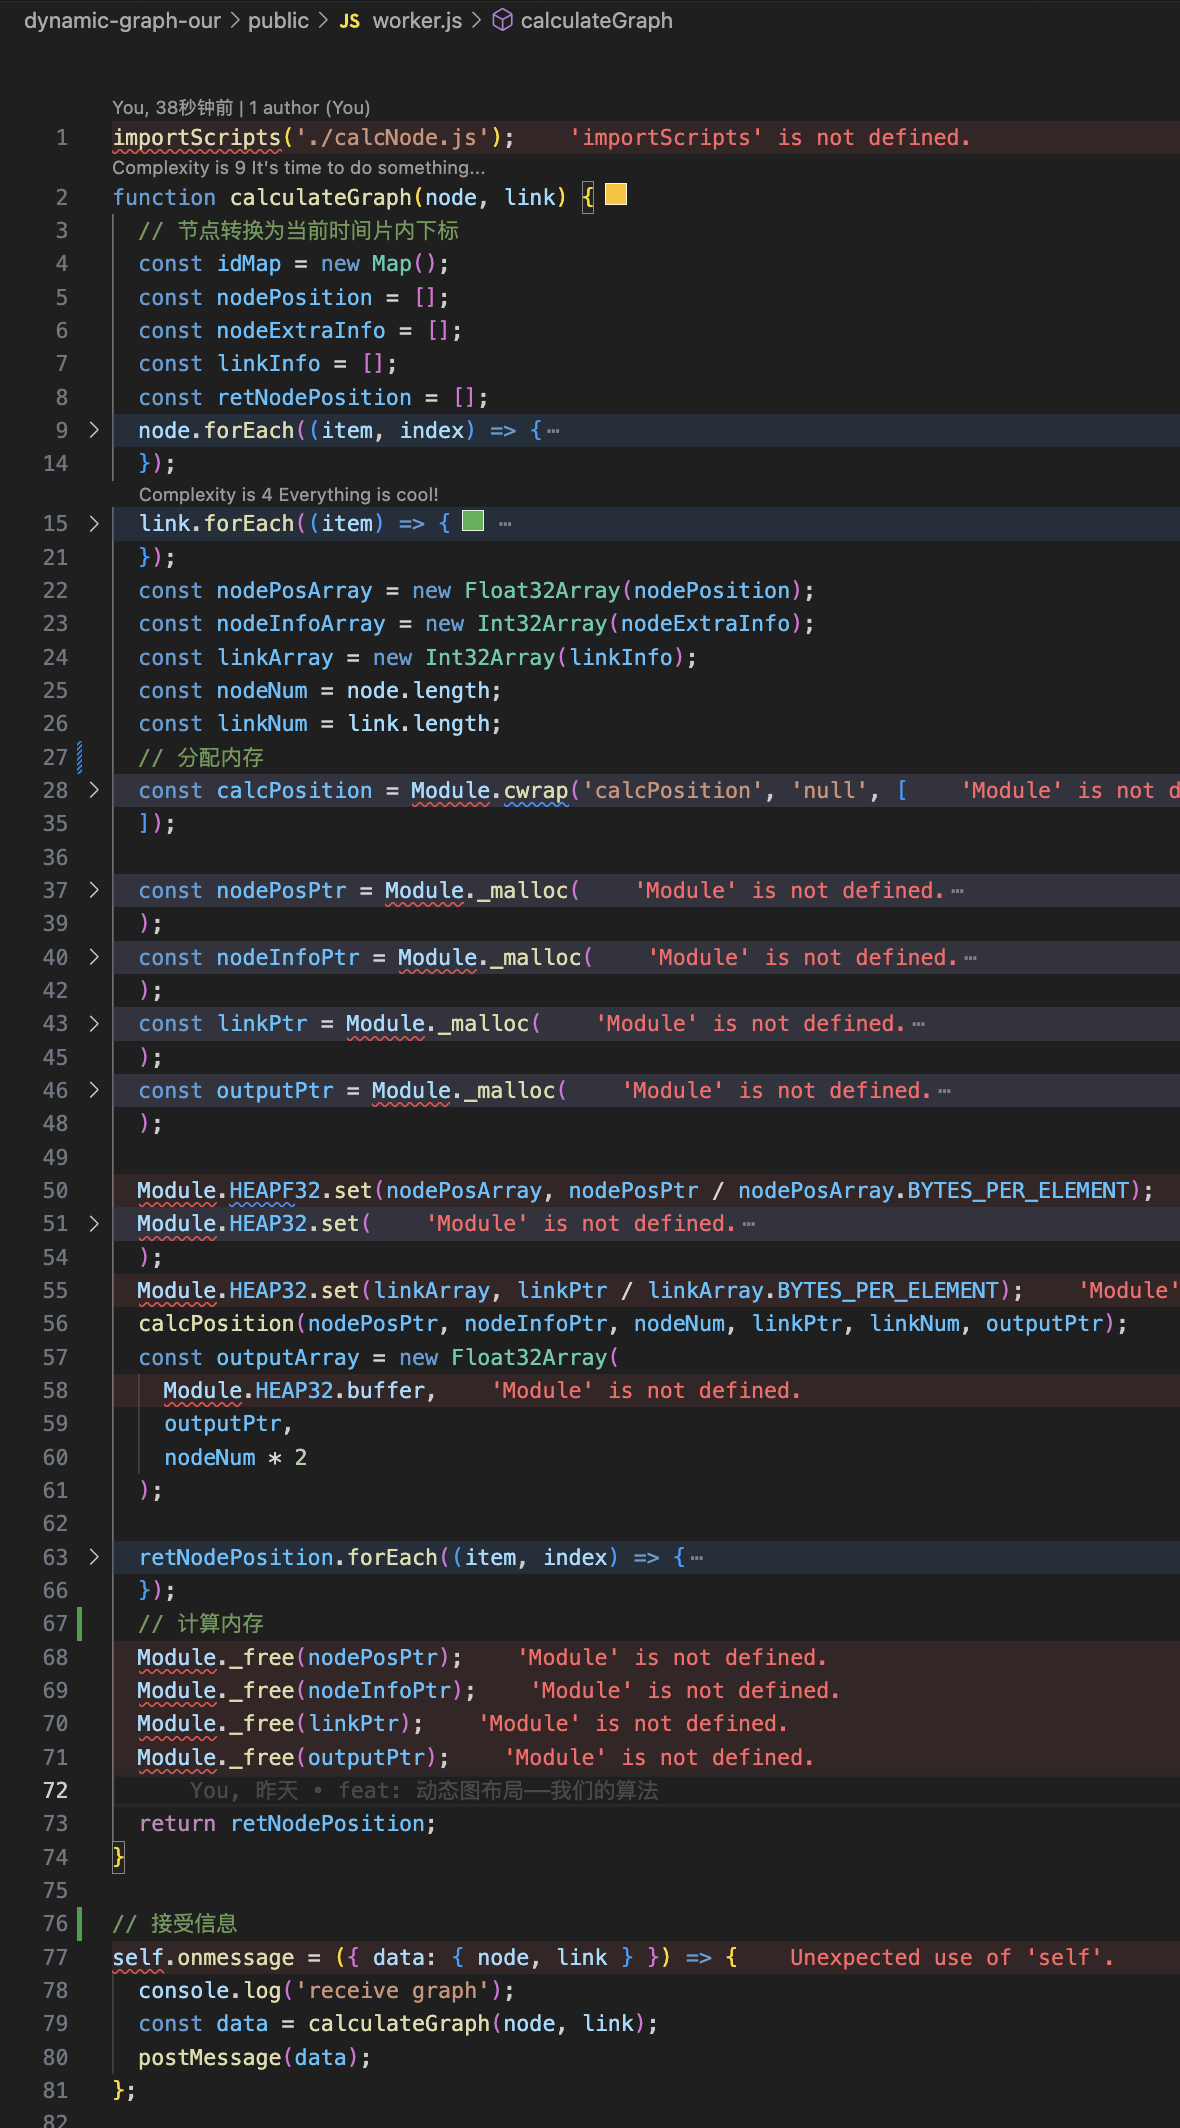 dynamic-graph-our > public > JS worker.js > calculateGraph
You, 38秒钟前 | 1 author (You)
1 importScripts('./calcNode.js'); 'importScripts' is not defined.
Complexity is 9 It's time to do something...
2 function calculateGraph(node, link) {
3 // 节点转换为当前时间片内下标
4 const idMap = new Map();
5 const nodePosition = [];
6 const nodeExtraInfo = [];
7 const linkInfo = [];
8 const retNodePosition = [];
9 > node.forEach((item, index) => {⋯
14 });
Complexity is 4 Everything is cool!
15 > link.forEach((item) => { ⋯
21 });
22 const nodePosArray = new Float32Array(nodePosition);
23 const nodeInfoArray = new Int32Array(nodeExtraInfo);
24 const linkArray = new Int32Array(linkInfo);
25 const nodeNum = node.length;
26 const linkNum = link.length;
27 // 分配内存
28 > const calcPosition = Module.cwrap('calcPosition', 'null', [ 'Module' is not d
35 ]);
36
37 > const nodePosPtr = Module._malloc( 'Module' is not defined.⋯
39 );
40 > const nodeInfoPtr = Module._malloc( 'Module' is not defined.⋯
42 );
43 > const linkPtr = Module._malloc( 'Module' is not defined.⋯
45 );
46 > const outputPtr = Module._malloc( 'Module' is not defined.⋯
48 );
49
50 Module.HEAPF32.set(nodePosArray, nodePosPtr / nodePosArray.BYTES_PER_ELEMENT);
51 > Module.HEAP32.set( 'Module' is not defined.⋯
54 );
55 Module.HEAP32.set(linkArray, linkPtr / linkArray.BYTES_PER_ELEMENT); 'Module'
56 calcPosition(nodePosPtr, nodeInfoPtr, nodeNum, linkPtr, linkNum, outputPtr);
57 const outputArray = new Float32Array(
58 Module.HEAP32.buffer, 'Module' is not defined.
59 outputPtr,
60 nodeNum * 2
61 );
62
63 > retNodePosition.forEach((item, index) => {⋯
66 });
67 // 计算内存
68 Module._free(nodePosPtr); 'Module' is not defined.
69 Module._free(nodeInfoPtr); 'Module' is not defined.
70 Module._free(linkPtr); 'Module' is not defined.
71 Module._free(outputPtr); 'Module' is not defined.
72 You, 昨天 • feat: 动态图布局——我们的算法
73 return retNodePosition;
74 }
75
76 // 接受信息
77 self.onmessage = ({ data: { node, link } }) => { Unexpected use of 'self'.
78 console.log('receive graph');
79 const data = calculateGraph(node, link);
80 postMessage(data);
81 };
82